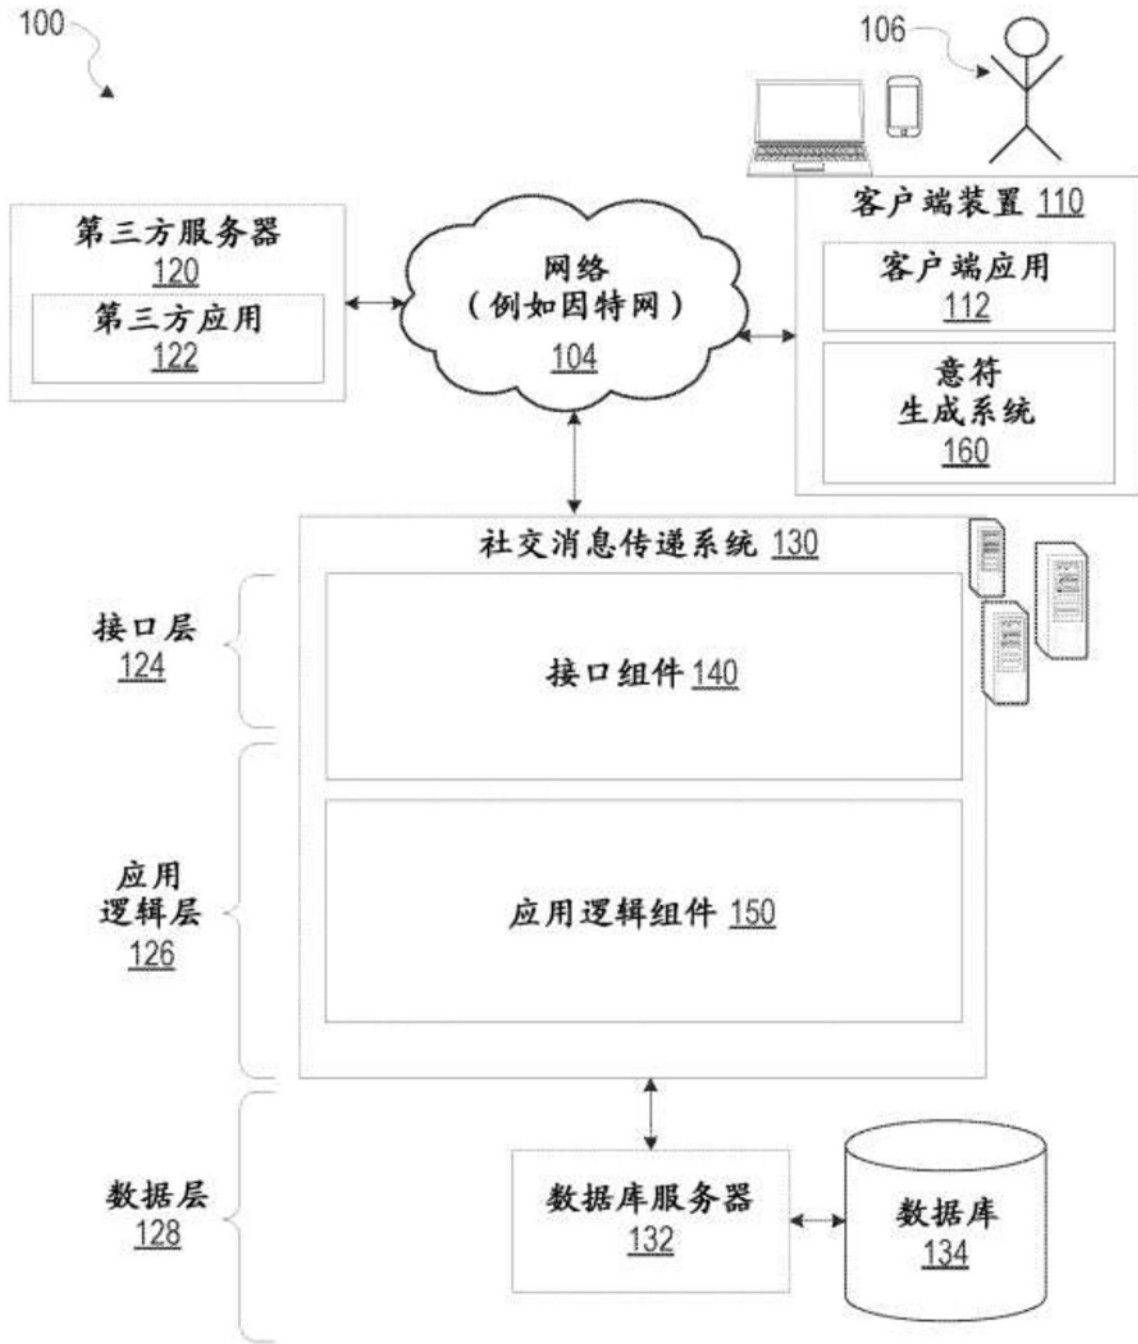 100
106
客户端装置 110
客户端应用
112
意符
生成系统
160
第三方服务器
120
第三方应用
122
网络
(例如因特网)
104
社交消息传递系统 130
接口层
124
接口组件 140
应用
逻辑层
126
应用逻辑组件 150
数据层
128
数据库服务器
132
数据库
134